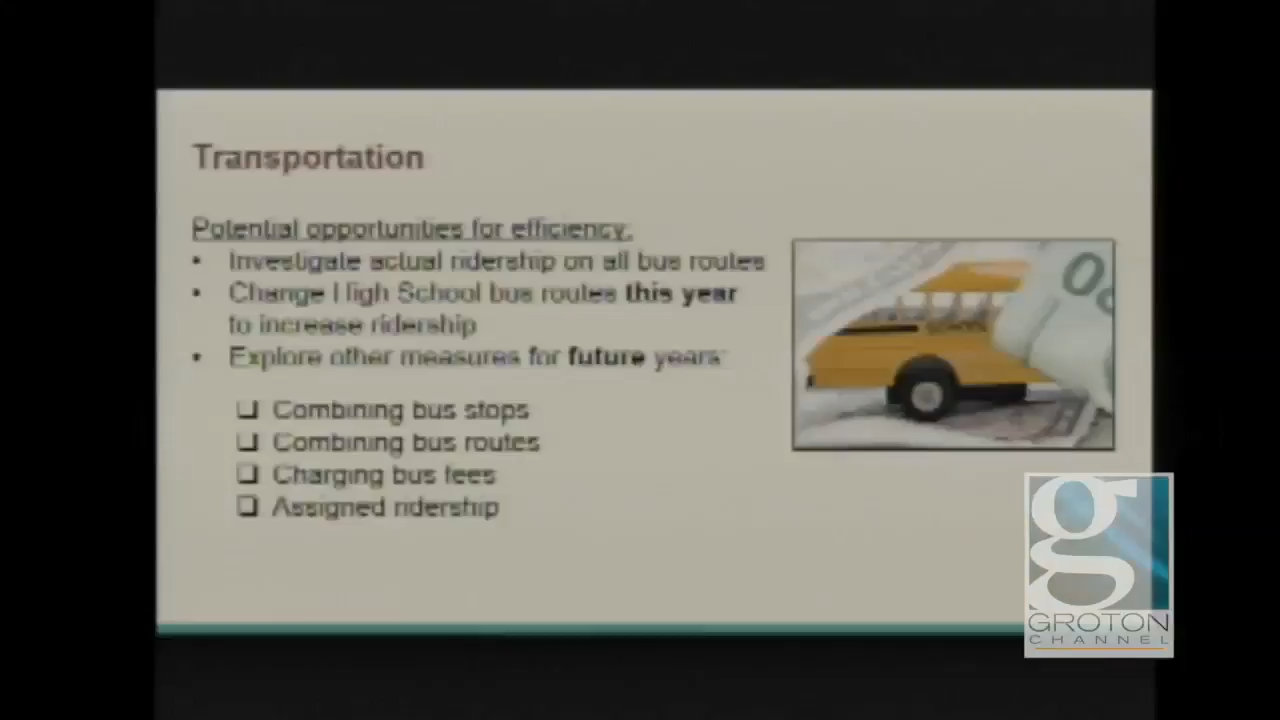 Transportation
Potential opportunities for efficiency:
• Investigate actual ridership on all bus routes
• Change High School bus routes this year
to increase ridership
• Explore other measures for future years:
❑ Combining bus stops
❑ Combining bus routes
❑ Charging bus fees
❑ Assigned ridership
g
GROTON
CHANNEL